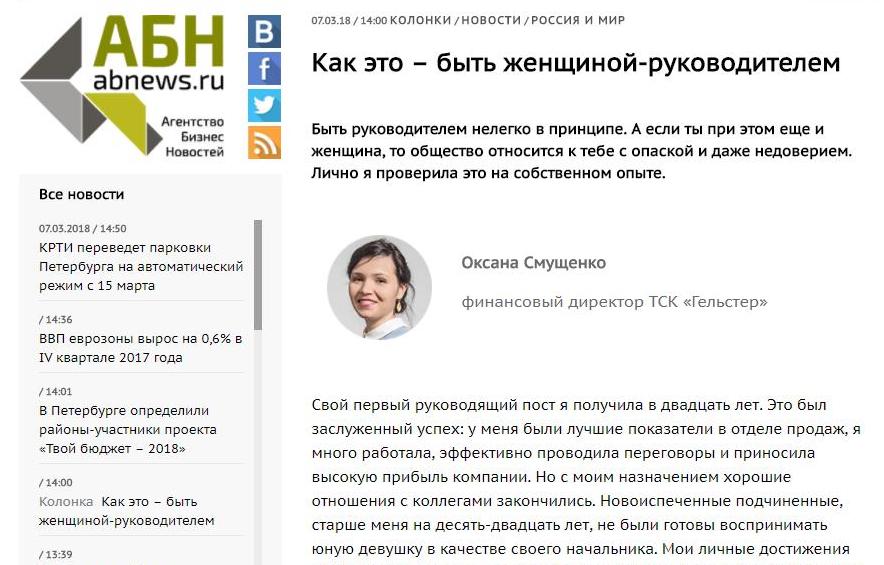 АБН
abnews.ru
Агентство
Бизнес
Новостей
B
f
Все новости
07.03.2018 / 14:50
КРТИ переведет парковки
Петербурга на автоматический
режим с 15 марта
/ 14:36
ВВП еврозоны вырос на 0,6% в
IV квартале 2017 года
/ 14:01
В Петербурге определили
районы-участники проекта
«Твой бюджет – 2018»
/ 14:00
Колонка Как это – быть
женщиной-руководителем
/ 13:39
07.03.18 / 14:00 КОЛОНКИ / НОВОСТИ / РОССИЯ И МИР
Как это – быть женщиной-руководителем
Быть руководителем нелегко в принципе. А если ты при этом еще и
женщина, то общество относится к тебе с опаской и даже недоверием.
Лично я проверила это на собственном опыте.
Оксана Смущенко
финансовый директор ТСК «Гельстер»
Свой первый руководящий пост я получила в двадцать лет. Это был
заслуженный успех: у меня были лучшие показатели в отделе продаж, я
много работала, эффективно проводила переговоры и приносила
высокую прибыль компании. Но с моим назначением хорошие
отношения с коллегами закончились. Новоиспеченные подчиненные,
старше меня на десять-двадцать лет, не были готовы воспринимать
юную девушку в качестве своего начальника. Мои личные достижения